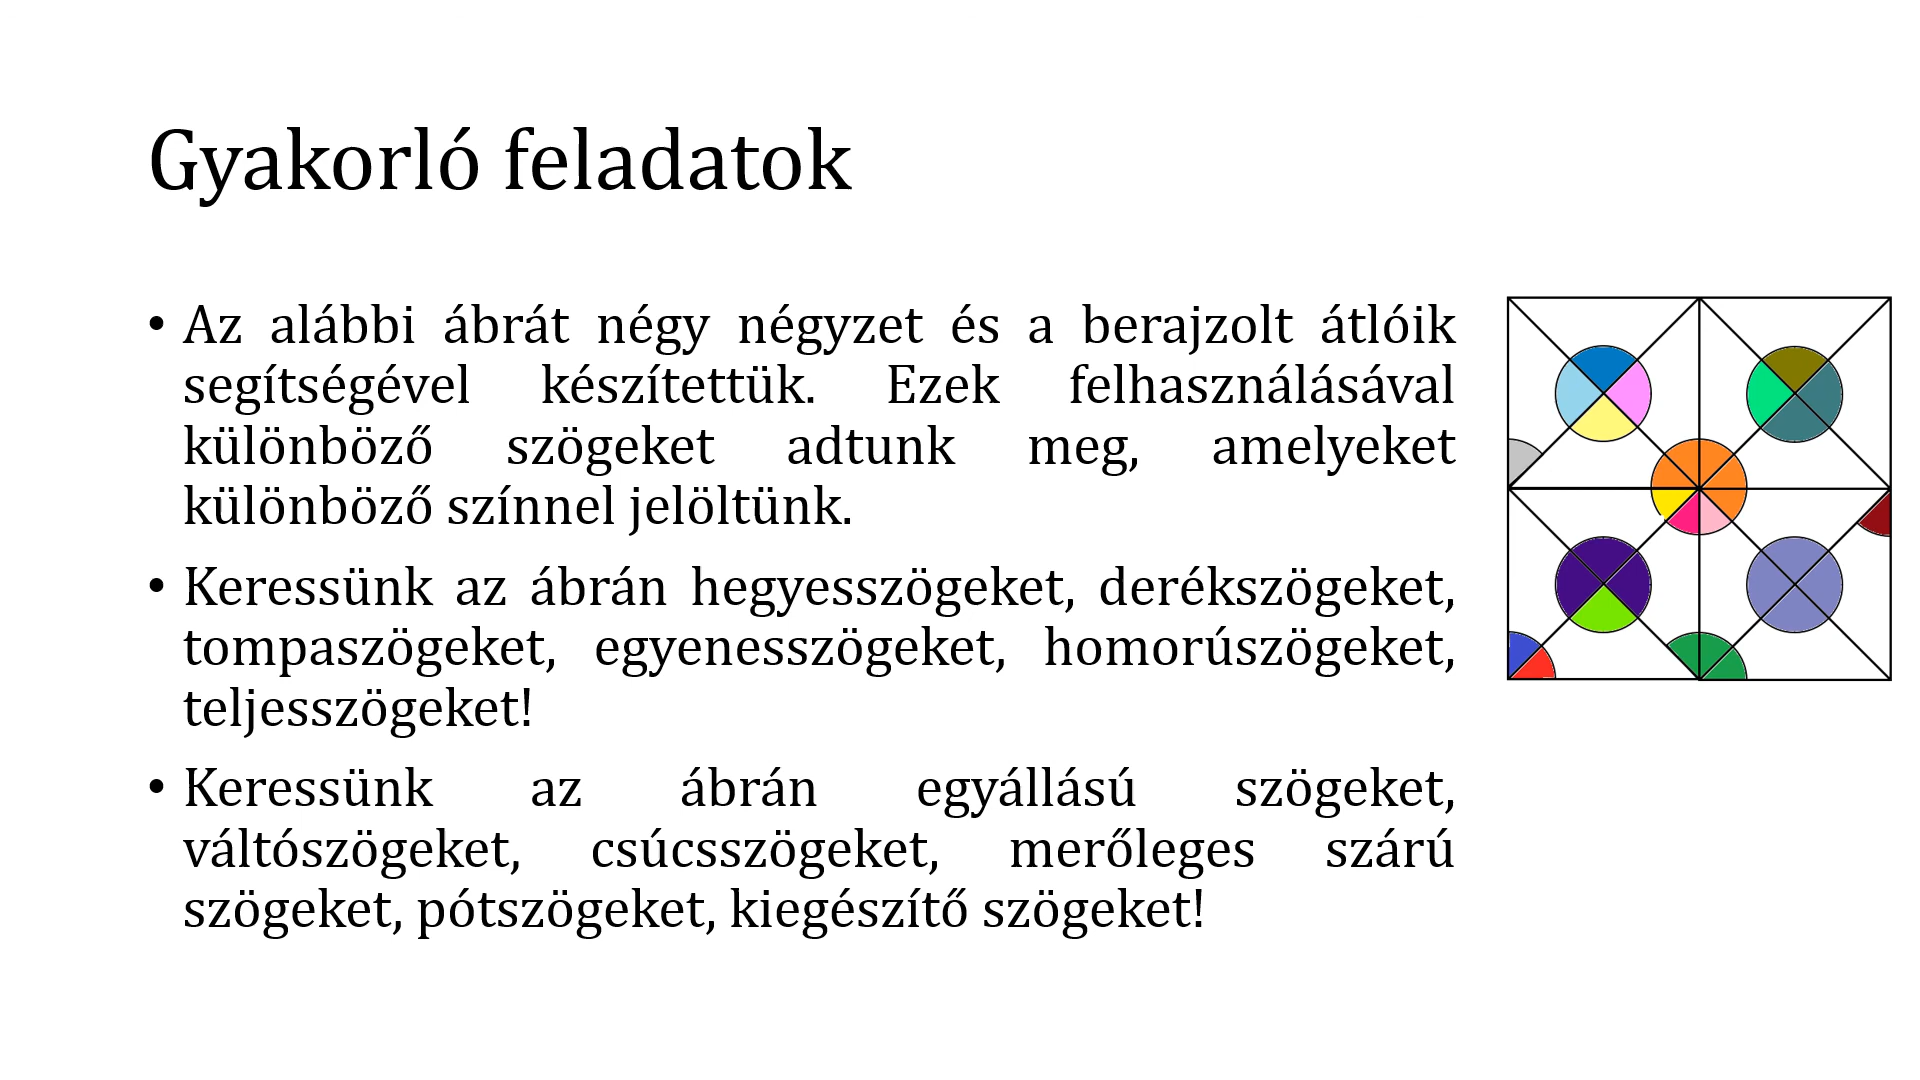 Gyakorló feladatok
• Az alábbi ábrát négy négyzet és a berajzolt átlóik
segítségével készítettük. Ezek felhasználásával
különböző szögeket adtunk meg, amelyeket
különböző színnel jelöltünk.
• Keressünk az ábrán hegyesszögeket, derékszögeket,
tompaszögeket, egyenesszögeket, homorúszögeket,
teljesszögeket!
• Keressünk az ábrán egyállású szögeket,
váltószögeket, csúcsszögeket, merőleges szárú
szögeket, pótszögeket, kiegészítő szögeket!